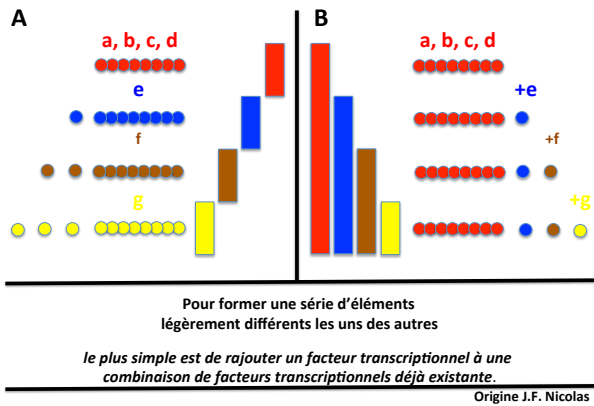 A
B
a, b, c, d
a, b, c, d
e
+e
f
+f
g
+g
Pour former une série d’éléments
légèrement différents les uns des autres
le plus simple est de rajouter un facteur transcriptionnel à une
combinaison de facteurs transcriptionnels déjà existante.
Origine J.F. Nicolas